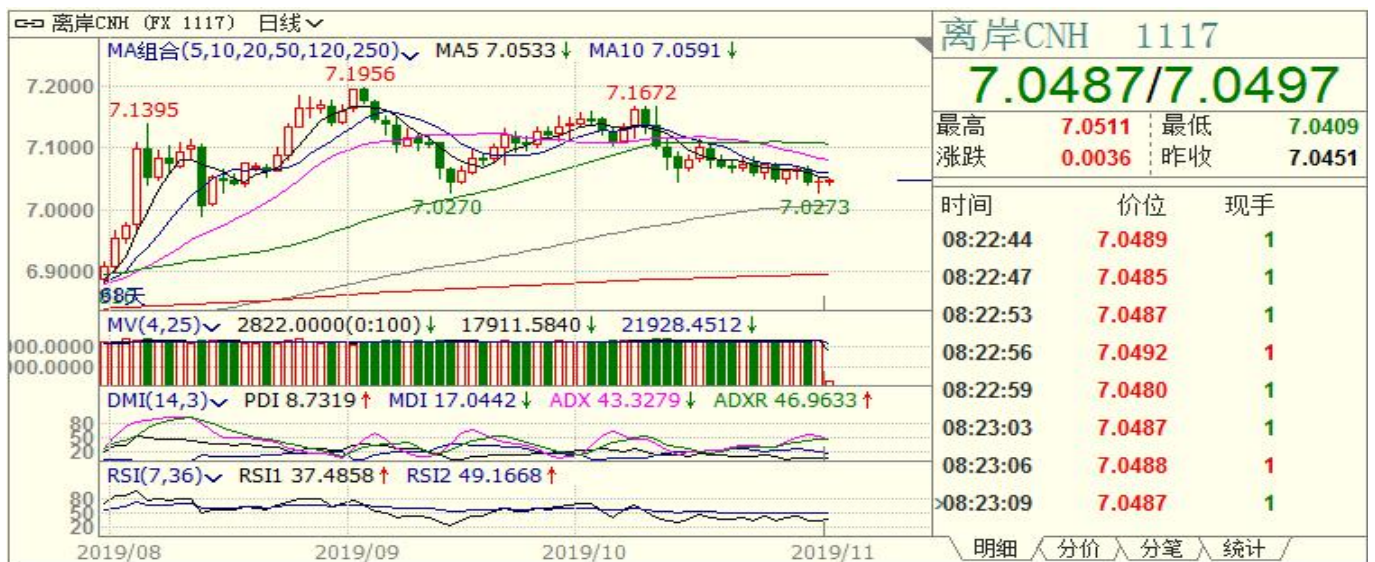 离岸CNH (FX 1117) 日线
MA组合(5,10,20,50,120,250) MA5 7.0533↓ MA10 7.0591↓
7.2000
7.1000
7.0000
6.9000
7.1395
7.1956
7.1672
7.0270
7.0273
68天
MV(4,25) 2822.0000(0:100)↓ 17911.5840↓ 21928.4512↓
000.0000
000.0000
DMI(14,3) PDI 8.7319↑ MDI 17.0442↓ ADX 43.3279↓ ADXR 46.9633↑
80
50
20
RSI(7,36) RSI1 37.4858↑ RSI2 49.1668↑
80
50
20
2019/08 2019/09 2019/10 2019/11
离岸CNH 1117
7.0487/7.0497
最高 7.0511 最低 7.0409
涨跌 0.0036 昨收 7.0451
时间 价位 现手
08:22:44 7.0489 1
08:22:47 7.0485 1
08:22:53 7.0487 1
08:22:56 7.0492 1
08:22:59 7.0480 1
08:23:03 7.0487 1
08:23:06 7.0488 1
>08:23:09 7.0487 1
明细 分价 分笔 统计